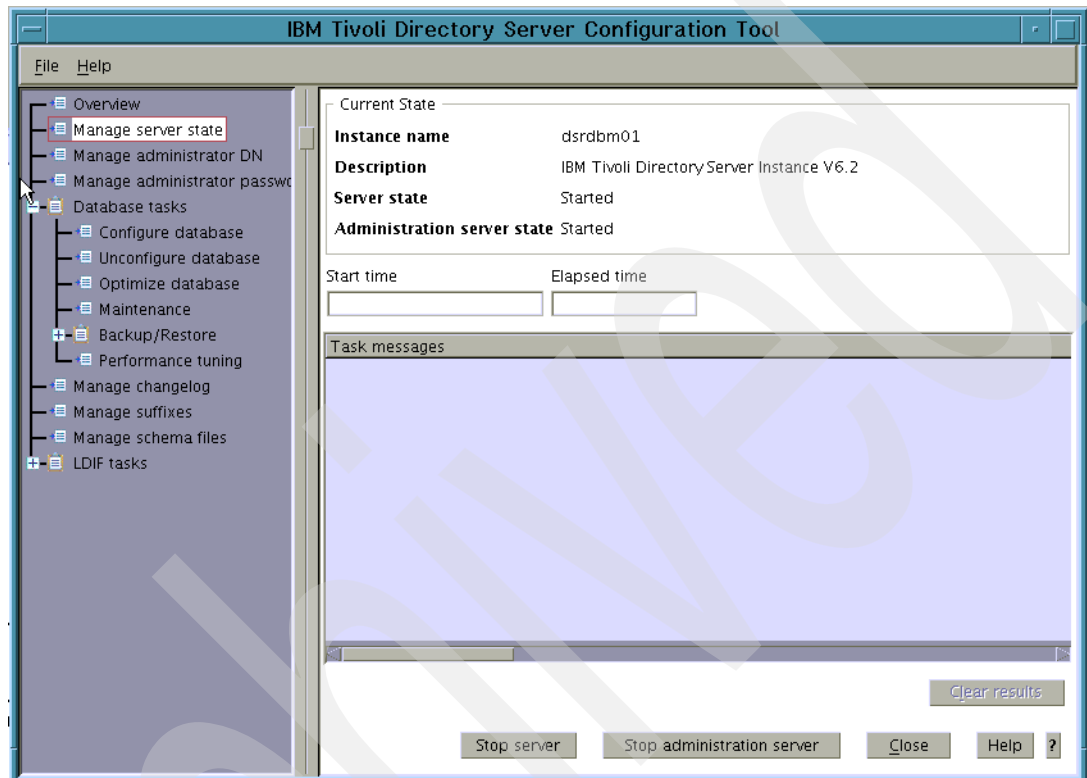 IBM Tivoli Directory Server Configuration Tool
File Help
Overview
Manage server state
Manage administrator DN
Manage administrator passwo
Database tasks
Configure database
Unconfigure database
Optimize database
Maintenance
Backup/Restore
Performance tuning
Manage changelog
Manage suffixes
Manage schema files
LDIF tasks
Current State
Instance name dsrdbm01
Description IBM Tivoli Directory Server Instance V6.2
Server state Started
Administration server state Started
Start time Elapsed time
Task messages
Clear results
Stop server Stop administration server Close Help ?